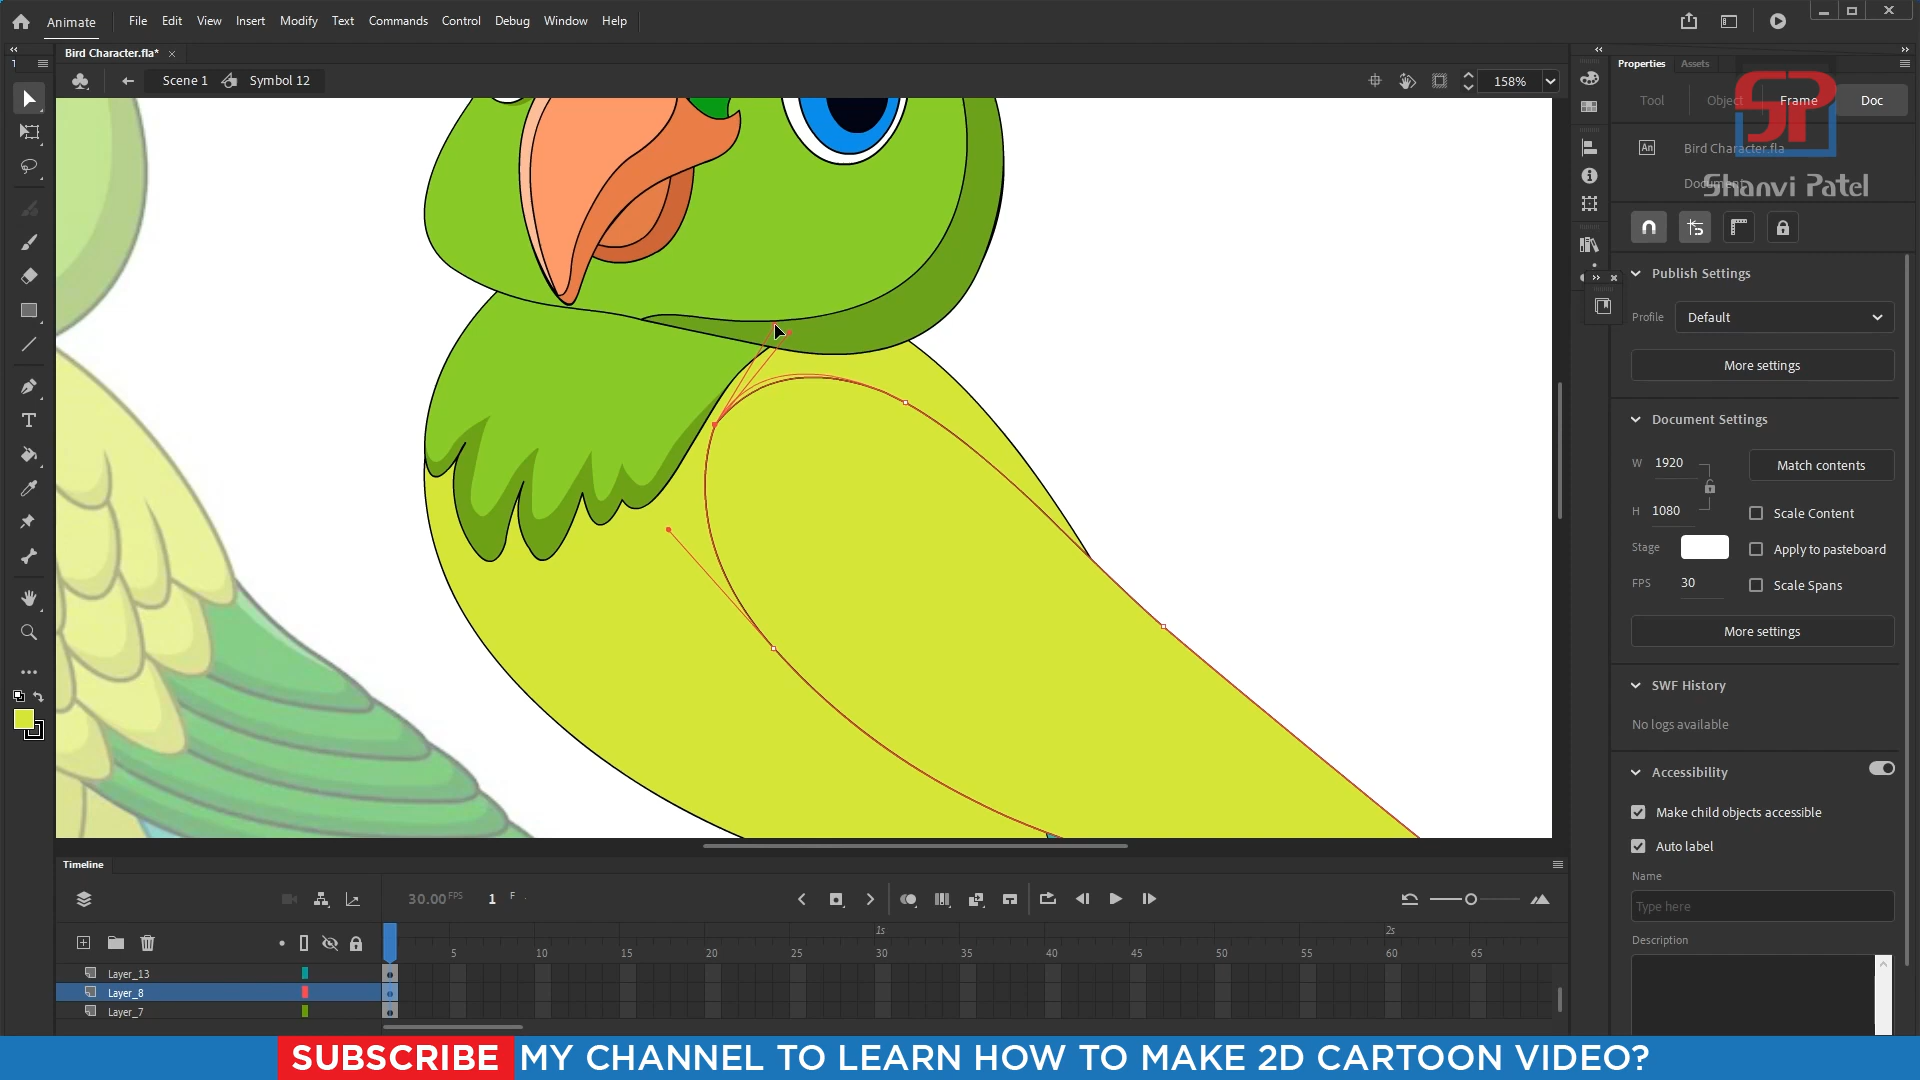 Animate File Edit View Insert Modify Text Commands Control Debug Window Help
Bird Character.fla* ×
Scene 1 Symbol 12 158%
Properties Assets
Tool Object Frame Doc
SP
An Bird Character.fla
Document
Shanvi Patel
Publish Settings
Profile Default
More settings
Document Settings
W 1920 Match contents
H 1080 Scale Content
Stage Apply to pasteboard
FPS 30 Scale Spans
More settings
SWF History
No logs available
Accessibility
Make child objects accessible
Auto label
Name
Type here
Description
Timeline
30.00 FPS 1 F
1s 2s
5 10 15 20 25 30 35 40 45 50 55 60 65
Layer_13
Layer_8
Layer_7
SUBSCRIBE MY CHANNEL TO LEARN HOW TO MAKE 2D CARTOON VIDEO?